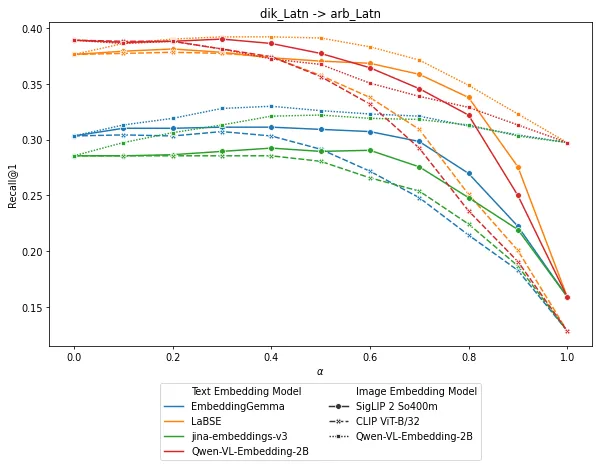 dik_Latn -> arb_Latn
Recall@1
0.40
0.35
0.30
0.25
0.20
0.15
0.0
0.2
0.4
0.6
0.8
1.0
α
Text Embedding Model
EmbeddingGemma
LaBSE
jina-embeddings-v3
Qwen-VL-Embedding-2B
Image Embedding Model
SigLIP 2 So400m
CLIP ViT-B/32
Qwen-VL-Embedding-2B